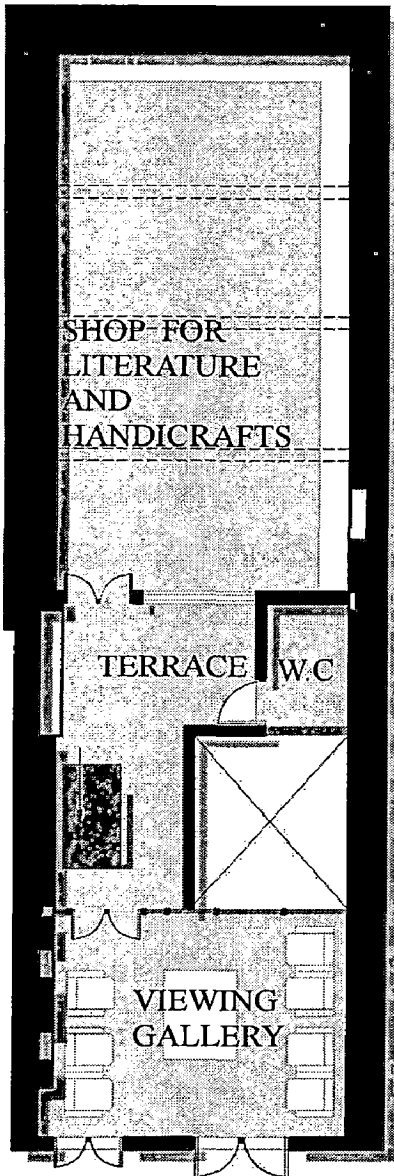 SHOP FOR
LITERATURE
AND
HANDICRAFTS
TERRACE
W.C
VIEWING
GALLERY